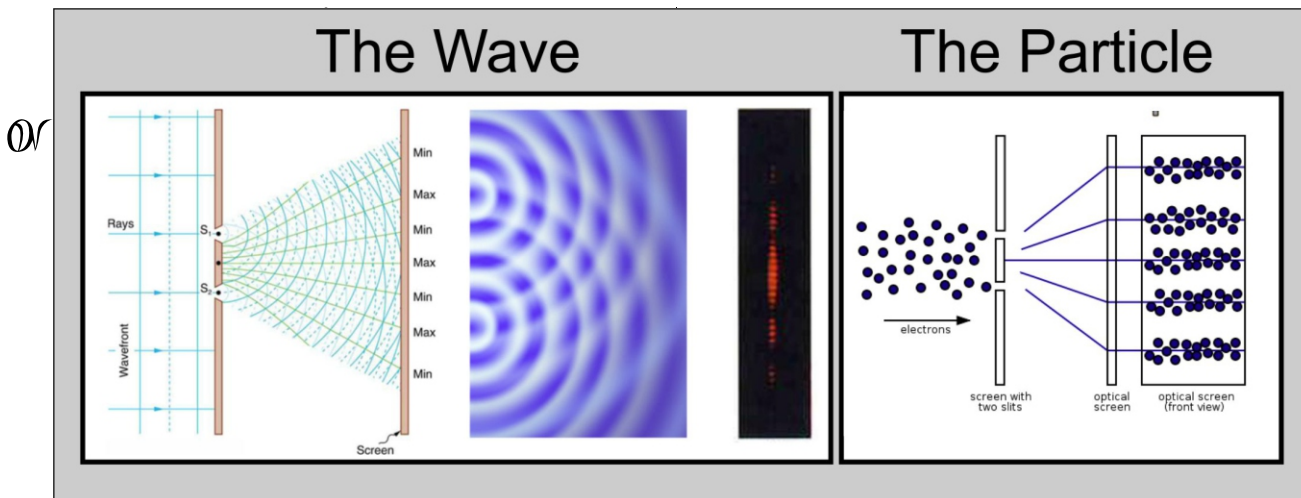 The Wave
The Particle
or
Rays
Wavefront
S1
S2
Min
Max
Min
Max
Min
Max
Min
Screen
electrons
screen with
two slits
optical
screen
optical screen
(front view)